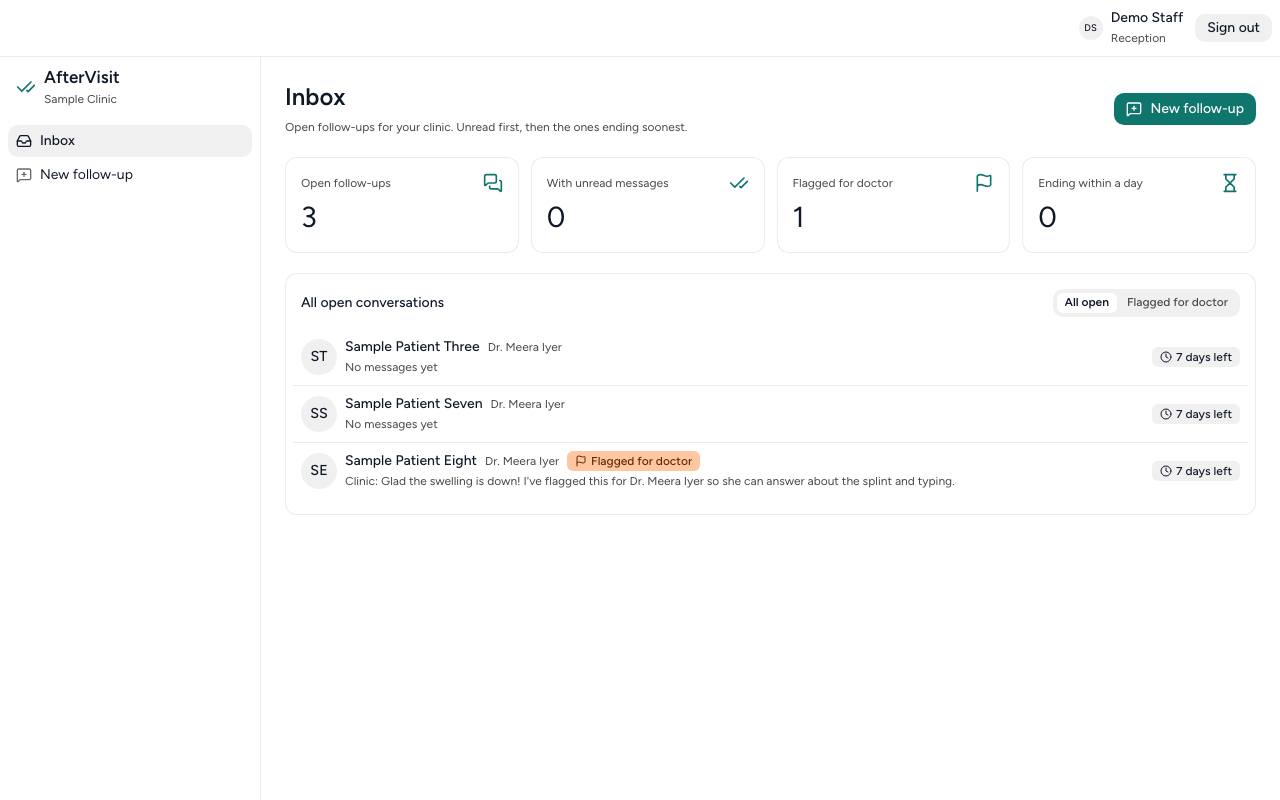 DS
Demo Staff
Reception
Sign out
AfterVisit
Sample Clinic
Inbox
New follow-up
Inbox
Open follow-ups for your clinic. Unread first, then the ones ending soonest.
New follow-up
Open follow-ups
3
With unread messages
0
Flagged for doctor
1
Ending within a day
0
All open conversations
All open
Flagged for doctor
ST
Sample Patient Three Dr. Meera Iyer
No messages yet
7 days left
SS
Sample Patient Seven Dr. Meera Iyer
No messages yet
7 days left
SE
Sample Patient Eight Dr. Meera Iyer Flagged for doctor
Clinic: Glad the swelling is down! I've flagged this for Dr. Meera Iyer so she can answer about the splint and typing.
7 days left